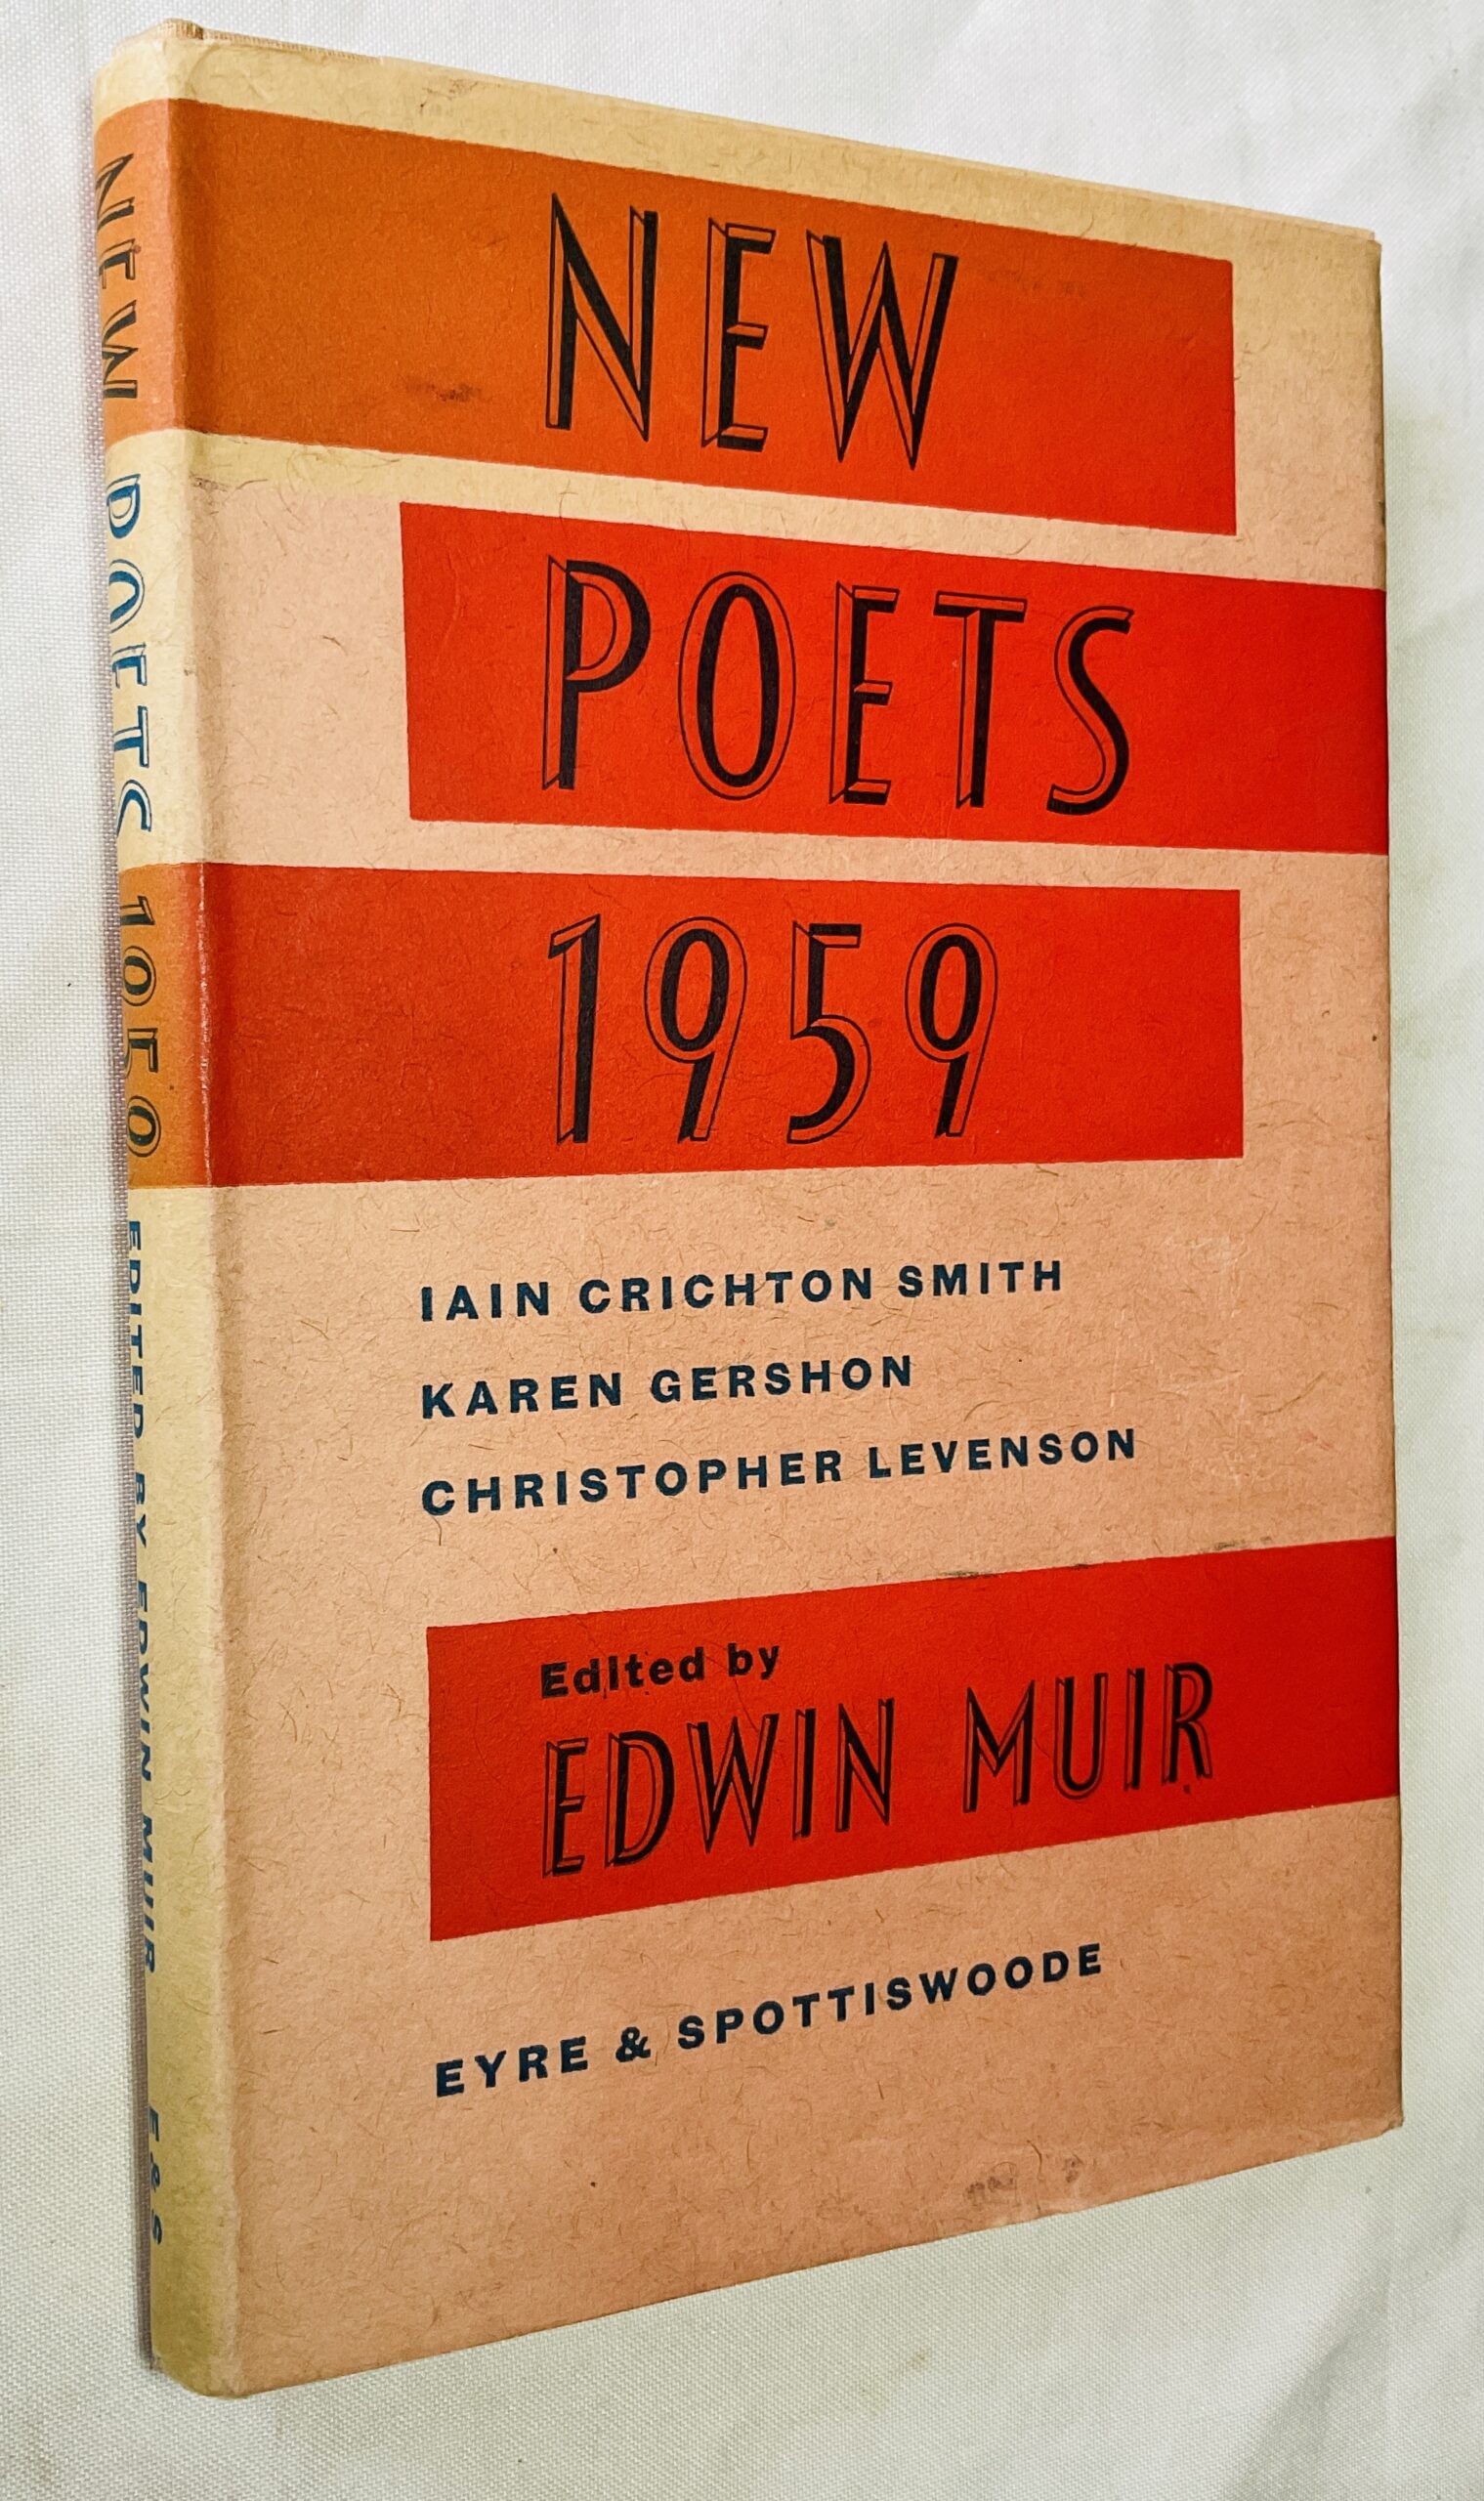 NEW
POETS
1959
IAIN CRICHTON SMITH
KAREN GERSHON
CHRISTOPHER LEVENSON
Edited by
EDWIN MUIR
EYRE & SPOTTISWOODE
NEW POETS 1959 EDITED BY EDWIN MUIR E&S